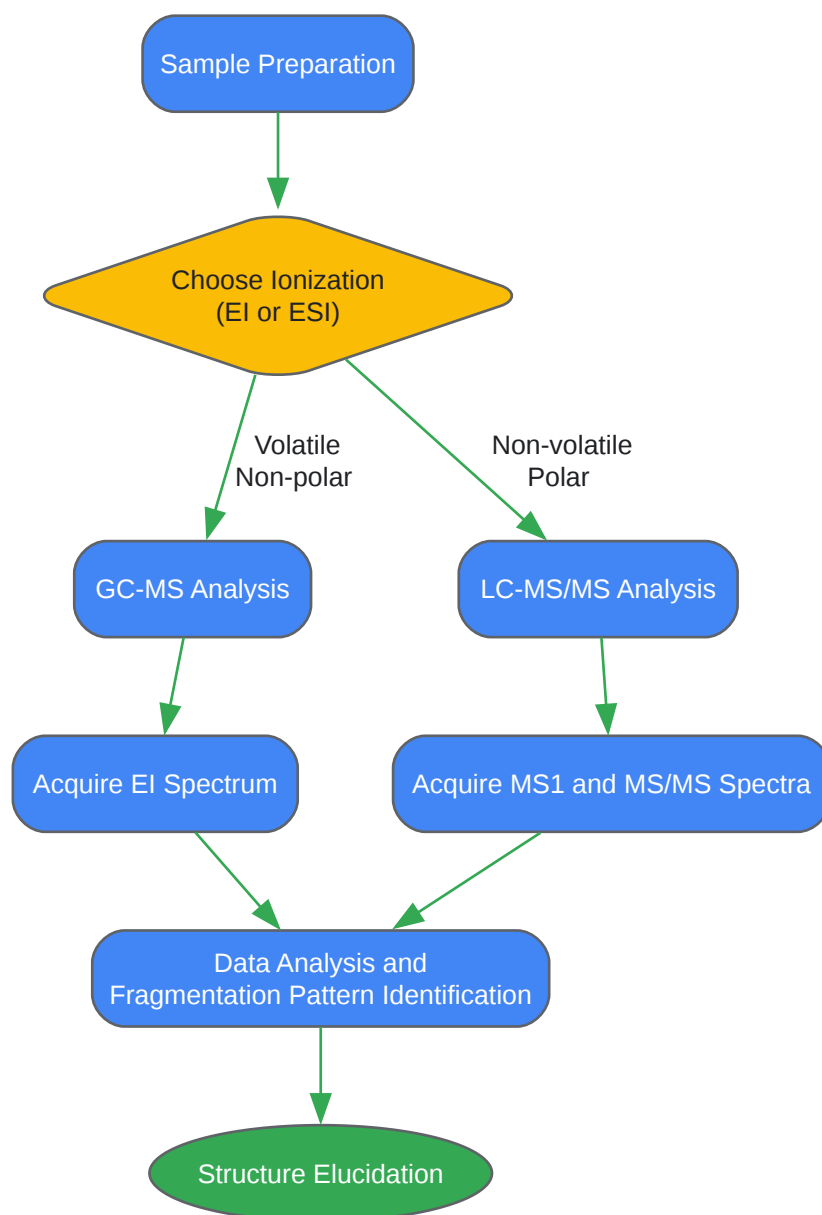 Sample Preparation
Choose Ionization
(EI or ESI)
Volatile
Non-polar
Non-volatile
Polar
GC-MS Analysis
LC-MS/MS Analysis
Acquire EI Spectrum
Acquire MS1 and MS/MS Spectra
Data Analysis and
Fragmentation Pattern Identification
Structure Elucidation